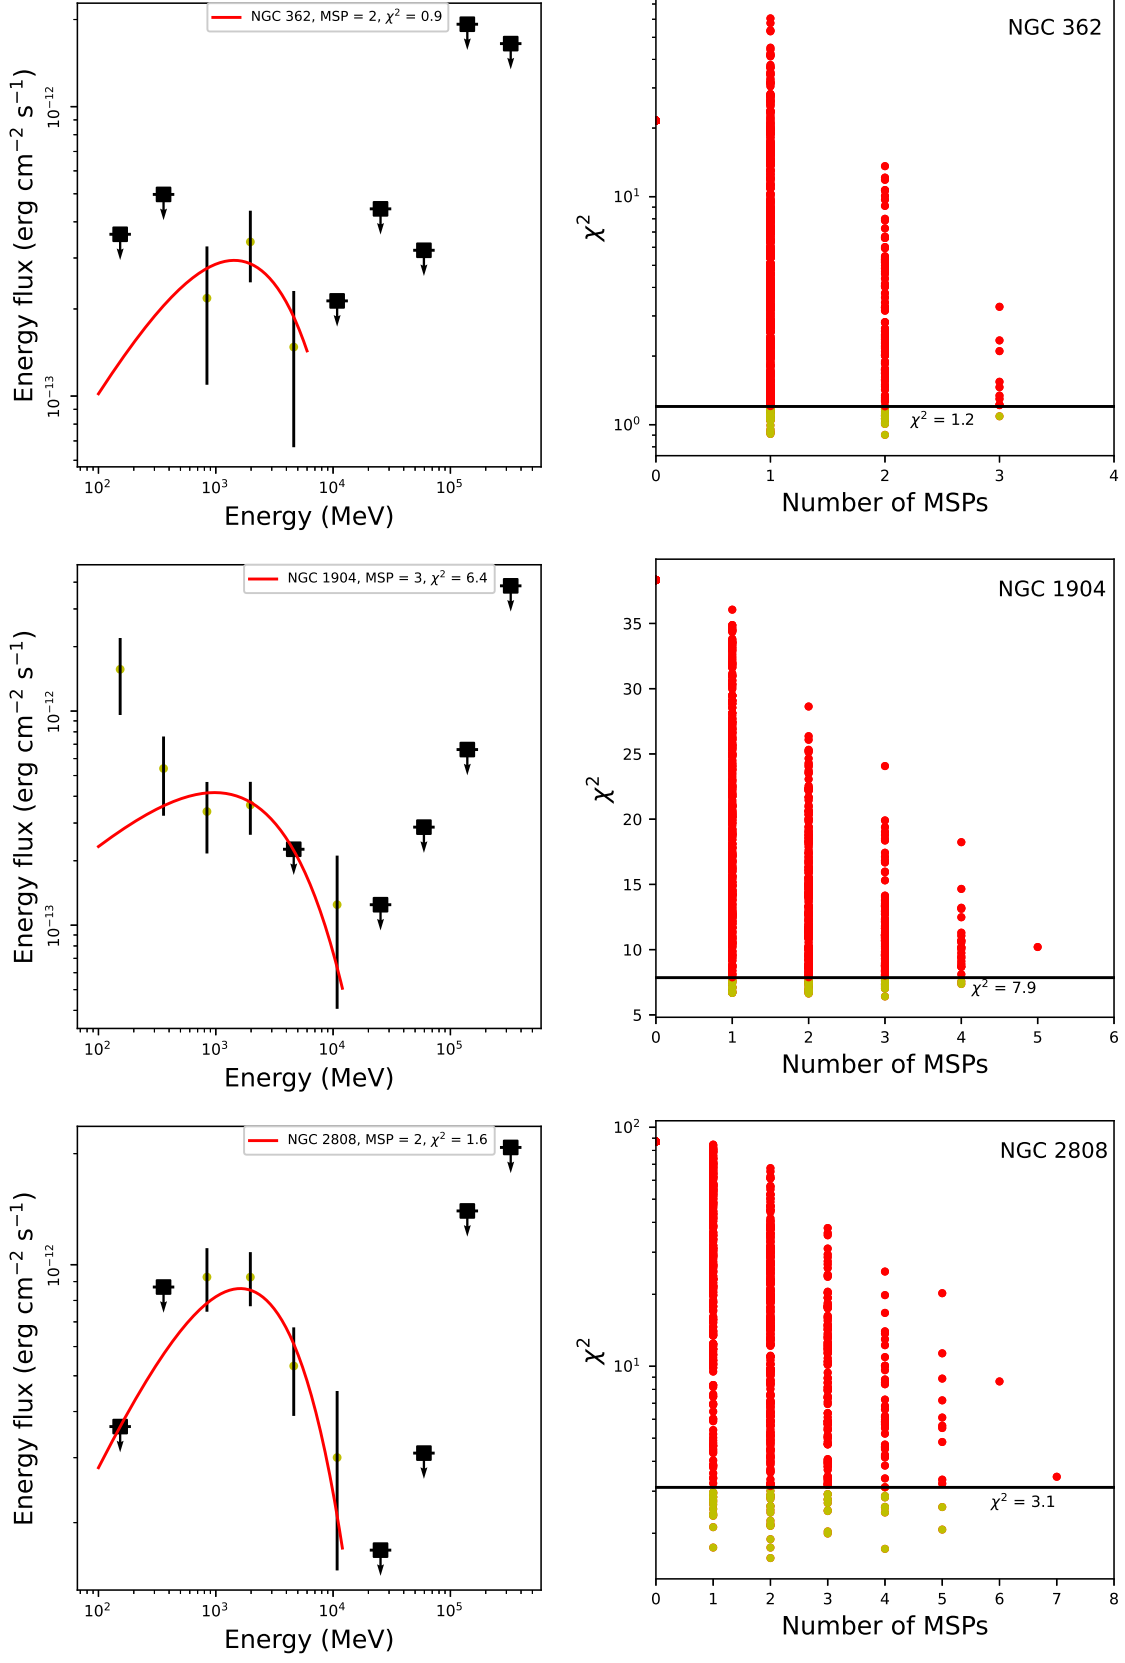 NGC 362, MSP = 2, χ² = 0.9
Energy flux (erg cm⁻² s⁻¹)
10⁻¹²
10⁻¹³
10² 10³ 10⁴ 10⁵
Energy (MeV)
NGC 362
χ²
10¹
10⁰
χ² = 1.2
0 1 2 3 4
Number of MSPs
NGC 1904, MSP = 3, χ² = 6.4
Energy flux (erg cm⁻² s⁻¹)
10⁻¹²
10⁻¹³
10² 10³ 10⁴ 10⁵
Energy (MeV)
NGC 1904
χ²
35
30
25
20
15
10
5
χ² = 7.9
0 1 2 3 4 5 6
Number of MSPs
NGC 2808, MSP = 2, χ² = 1.6
Energy flux (erg cm⁻² s⁻¹)
10⁻¹²
10² 10³ 10⁴ 10⁵
Energy (MeV)
NGC 2808
χ²
10²
10¹
χ² = 3.1
0 1 2 3 4 5 6 7 8
Number of MSPs